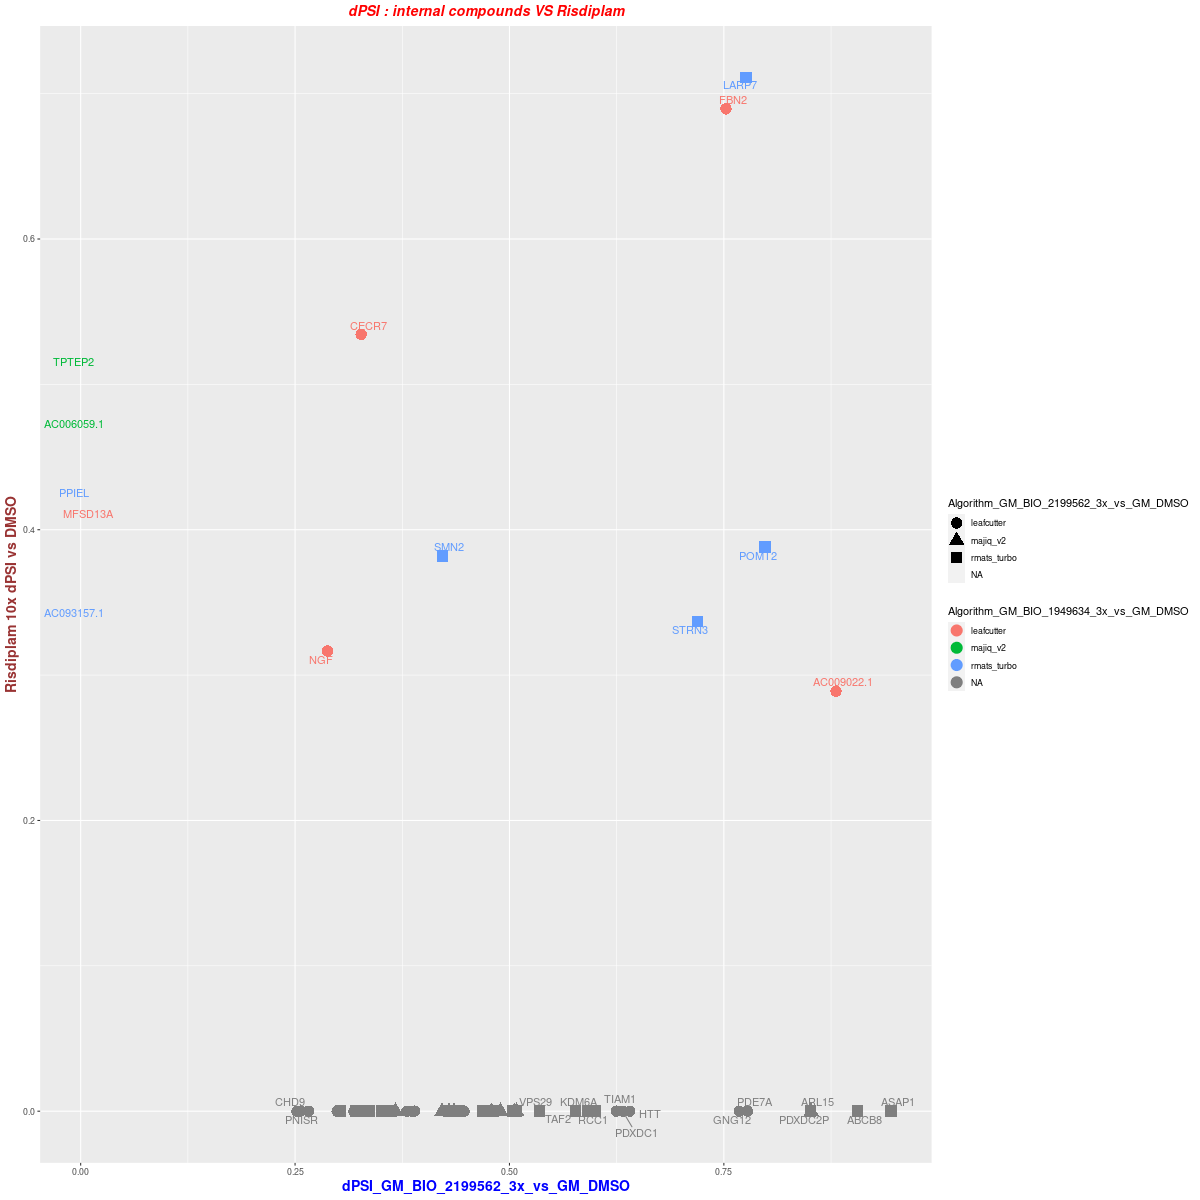 dPSI : internal compounds VS Risdiplam
LARP7
FBN2
0.6
CECR7
TPTEP2
AC006059.1
PPIEL
MFSD13A
0.4
SMN2
POMT2
AC093157.1
STRN3
NGF
AC009022.1
0.2
0.0
CHD9
PNISR
VPS29
TAF2
KDM6A
RCC1
TIAM1
HTT
PDXDC1
PDE7A
GNG12
ARL15
PDXDC2P
ABCB8
ASAP1
0.00
0.25
0.50
0.75
dPSI_GM_BIO_2199562_3x_vs_GM_DMSO
Risdiplam 10x dPSI vs DMSO
Algorithm_GM_BIO_2199562_3x_vs_GM_DMSO
leafcutter
majiq_v2
rmats_turbo
NA
Algorithm_GM_BIO_1949634_3x_vs_GM_DMSO
leafcutter
majiq_v2
rmats_turbo
NA